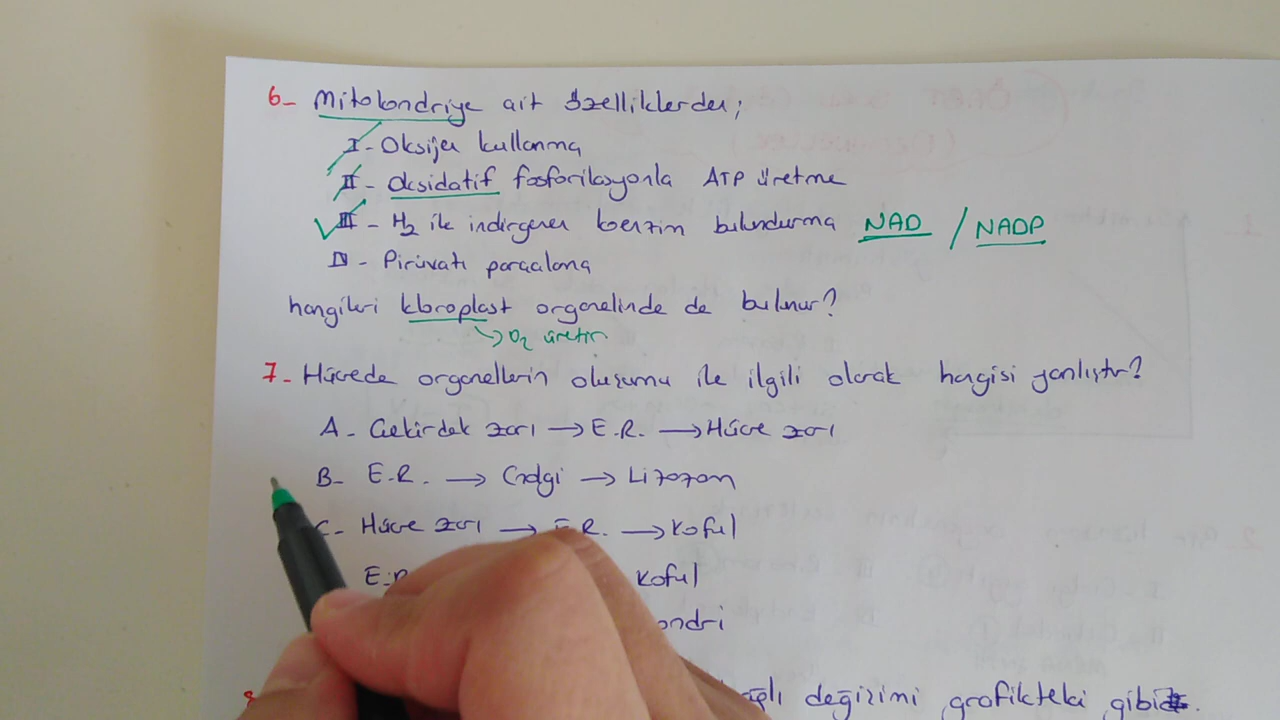 6- Mitokondriye ait özelliklerden;
I- Oksijen kullanma
II- Oksidatif fosforilasyonla ATP üretme
III- H₂ ile indirgenen koenzim bulundurma NAD / NADP
IV- Pirüvatı parçalama
hangileri kloroplast organelinde de bulunur?
→ O₂ üretir
7- Hücrede organellerin oluşumu ile ilgili olarak hangisi yanlıştır?
A- Çekirdek zarı → E.R. → Hücre zarı
B- E.R. → Golgi → Lizozom
C- Hücre zarı → E.R. → Koful
E.R. koful
ondri
8 değişimi grafikteki gibi